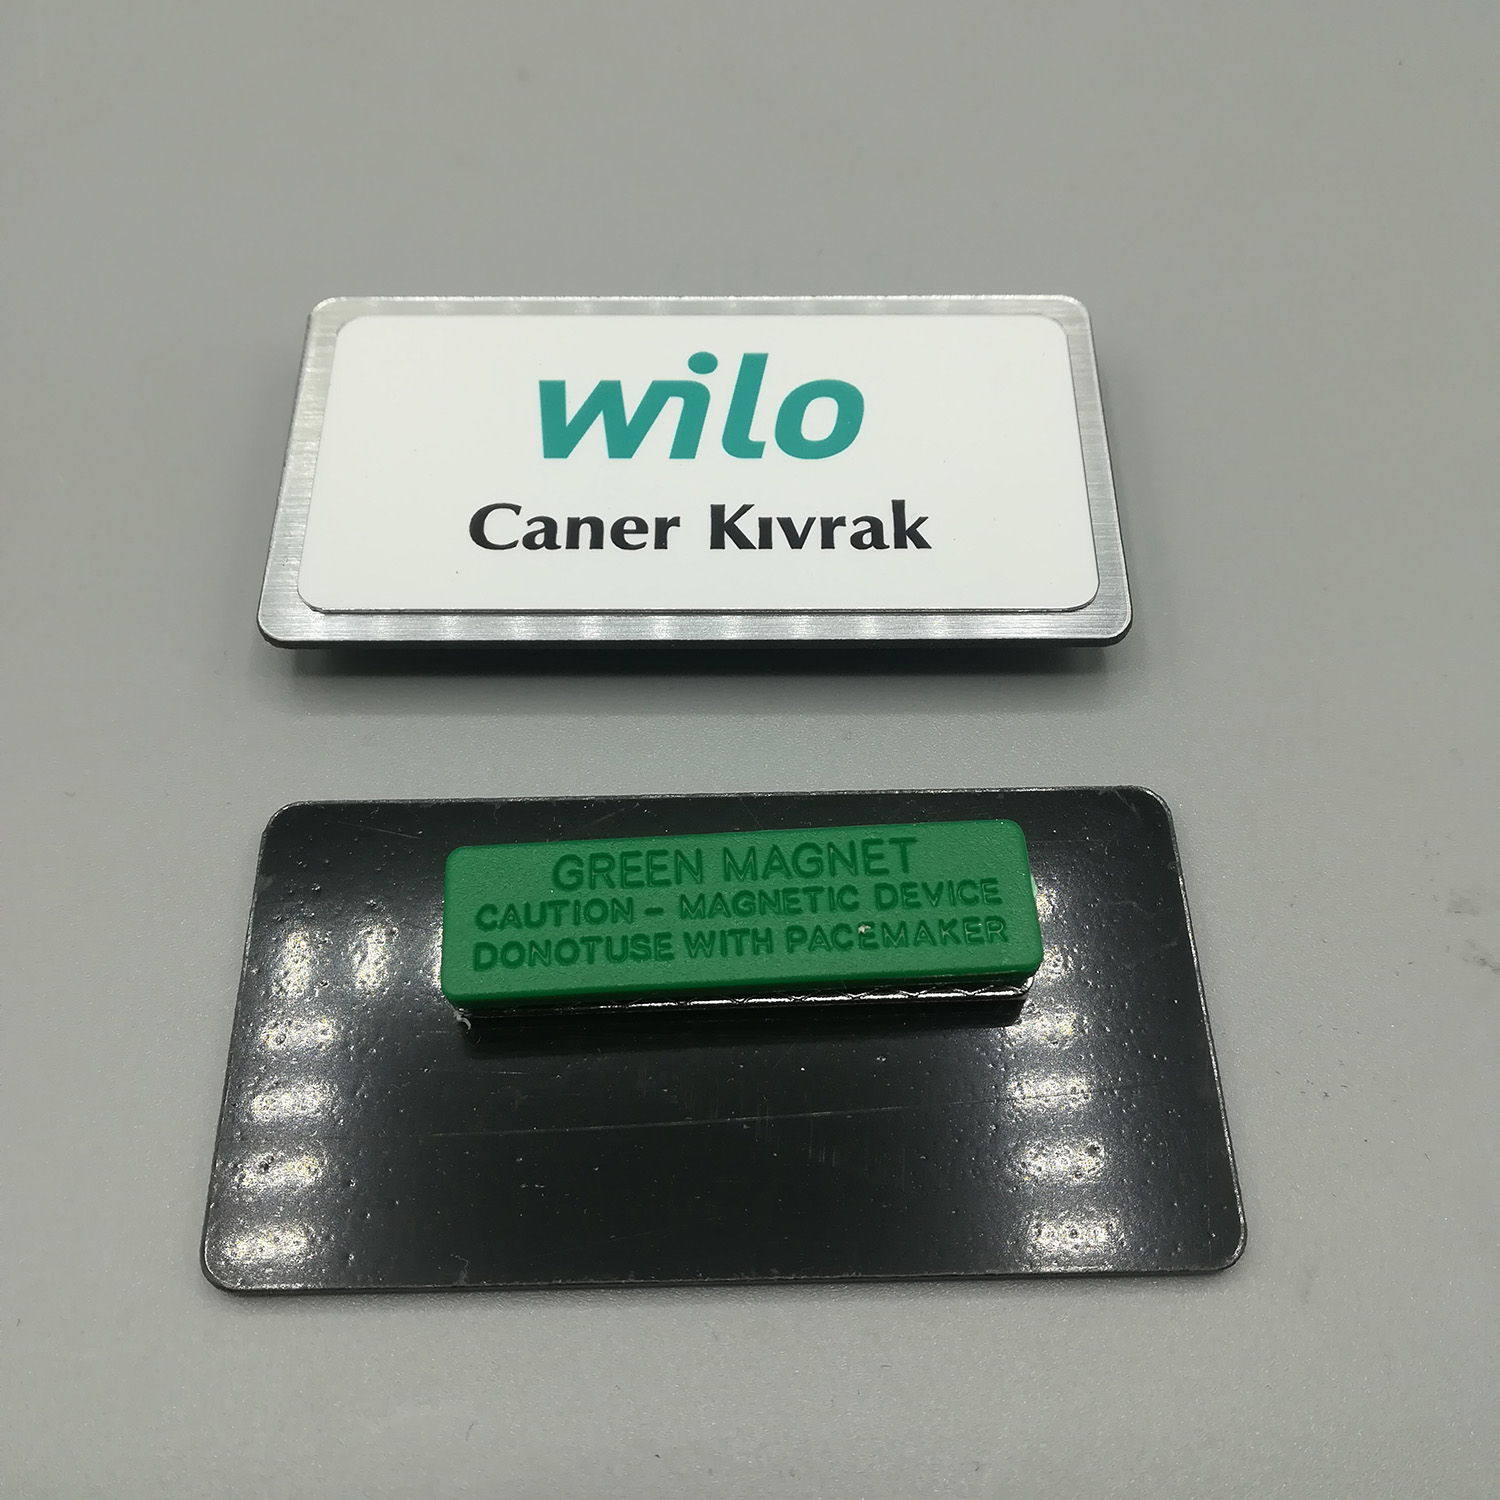 wilo
Caner Kıvrak
GREEN MAGNET
CAUTION - MAGNETIC DEVICE
DONOTUSE WITH PACEMAKER